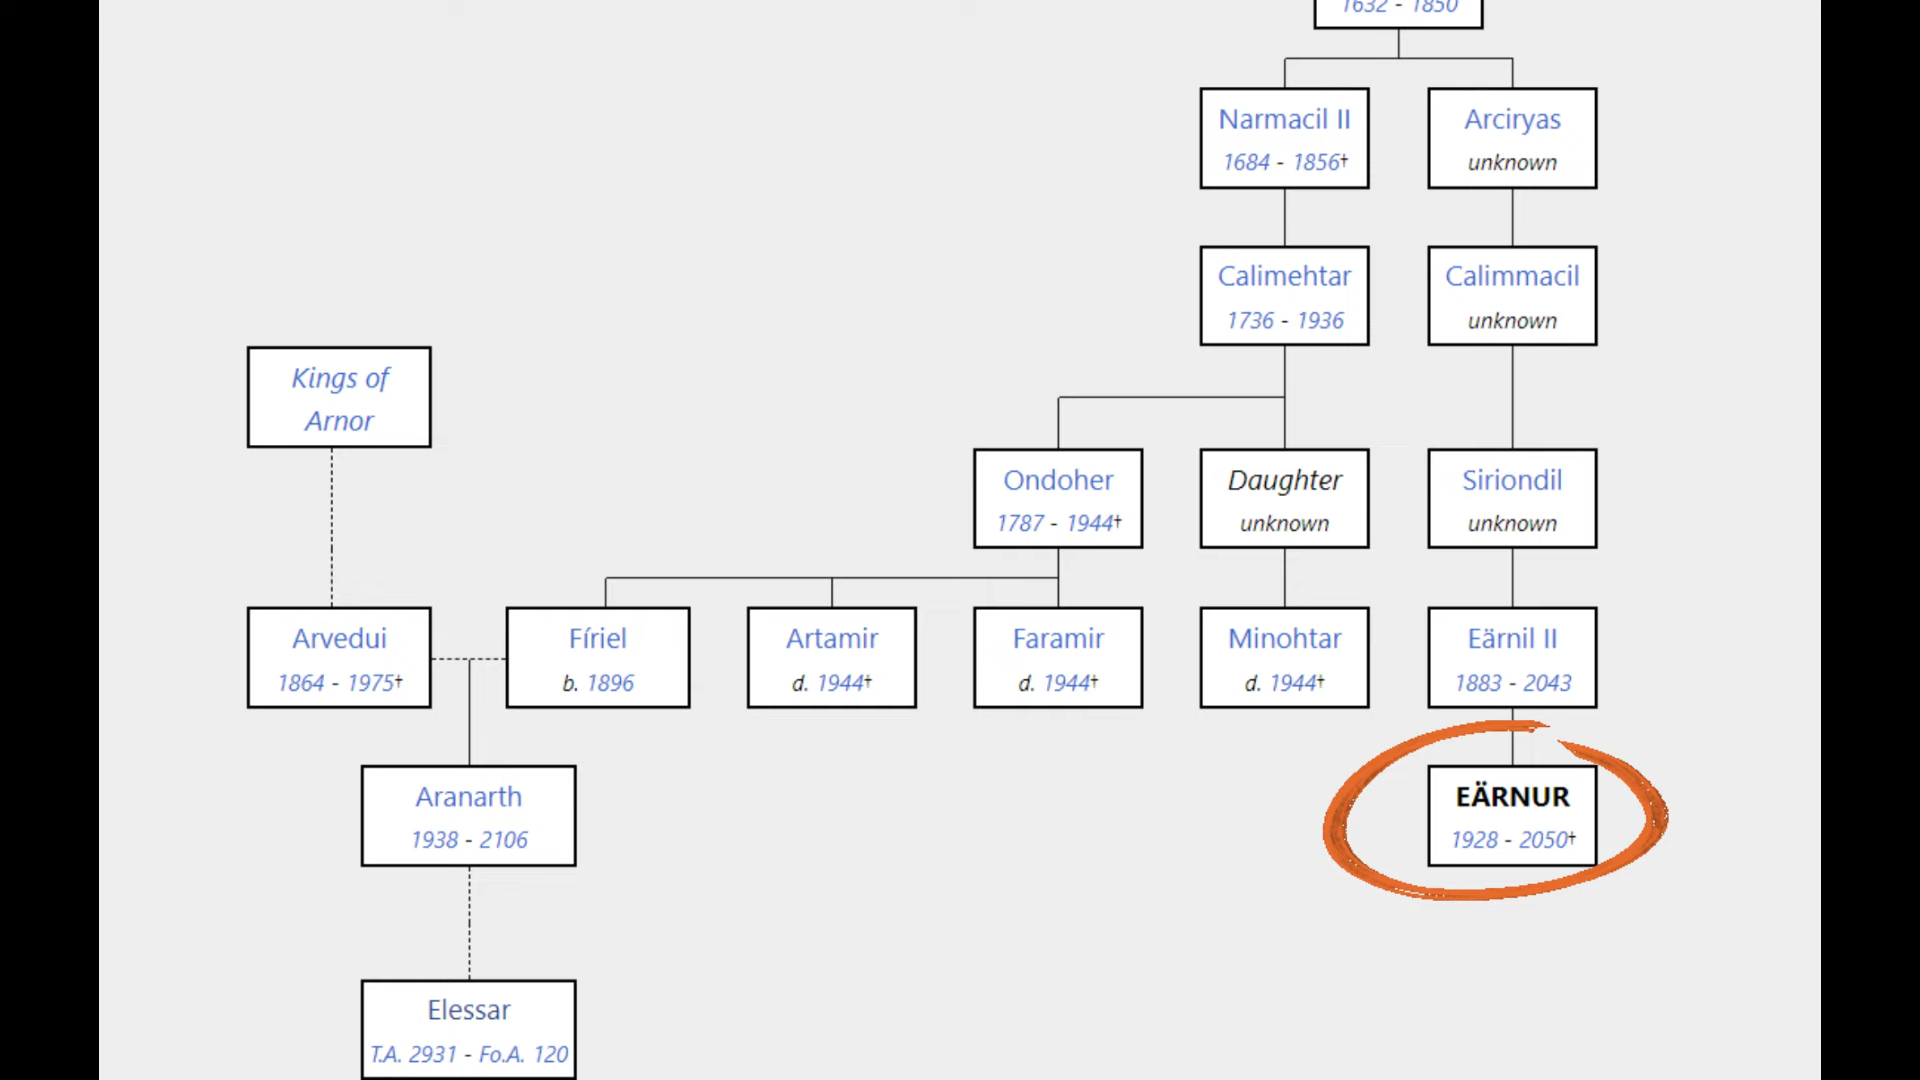 1632 - 1850
Narmacil II
1684 - 1856†
Arciryas
unknown
Calimehtar
1736 - 1936
Calimmacil
unknown
Kings of
Arnor
Ondoher
1787 - 1944†
Daughter
unknown
Siriondil
unknown
Arvedui
1864 - 1975†
Fíriel
b. 1896
Artamir
d. 1944†
Faramir
d. 1944†
Minohtar
d. 1944†
Eärnil II
1883 - 2043
Aranarth
1938 - 2106
EÄRNUR
1928 - 2050†
Elessar
T.A. 2931 - Fo.A. 120